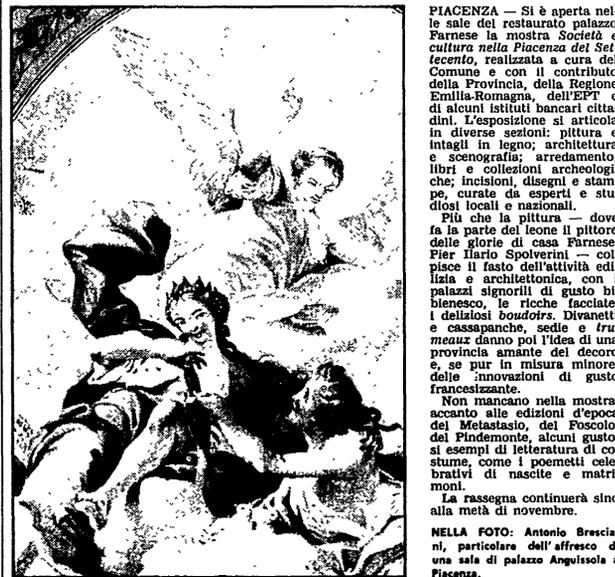 PIACENZA — Si è aperta nel-
le sale del restaurato palazzo
Farnese la mostra Società e
cultura nella Piacenza del Set
tecento, realizzata a cura del
Comune e con il contributo
della Provincia, della Regione
Emilia-Romagna, dell'EPT e
di alcuni istituti bancari citta
dini. L'esposizione si articola
in diverse sezioni: pittura e
intagli in legno; architettura
e scenografia; arredamento,
libri e collezioni archeologi
che; incisioni, disegni e stam
pe, curate da esperti e stu
diosi locali e nazionali.
Più che la pittura — dove
fa la parte del leone il pittore
delle glorie di casa Farnese
Pier Ilario Spolverini — col
pisce il fasto dell'attività edi
lizia e architettonica, con
palazzi signorili di gusto bi
bienesco, le ricche facciate
i deliziosi boudoirs. Divanetti
e cassapanche, sedie e tru
meaux danno poi l'idea di una
provincia amante del decoro
e, se pur in misura minore
delle innovazioni di gusto
francesizzante.
Non mancano nella mostra
accanto alle edizioni d'epoca
del Metastasio, del Foscolo
del Pindemonte, alcuni gusto
si esempi di letteratura di co
stume, come i poemetti cele
brativi di nascite e matri
moni.
La rassegna continuerà sino
alla metà di novembre.
NELLA FOTO: Antonio Brescia
ni, particolare dell'affresco d
una sala di palazzo Anguissola a
Piacenza.